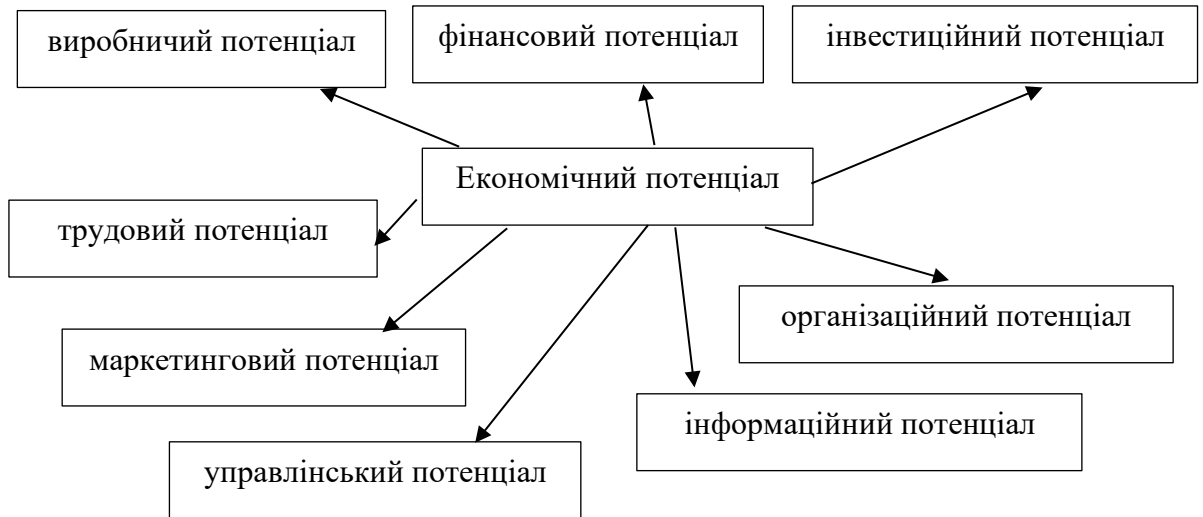 виробничий потенціал
фінансовий потенціал
інвестиційний потенціал
Економічний потенціал
трудовий потенціал
організаційний потенціал
маркетинговий потенціал
інформаційний потенціал
управлінський потенціал